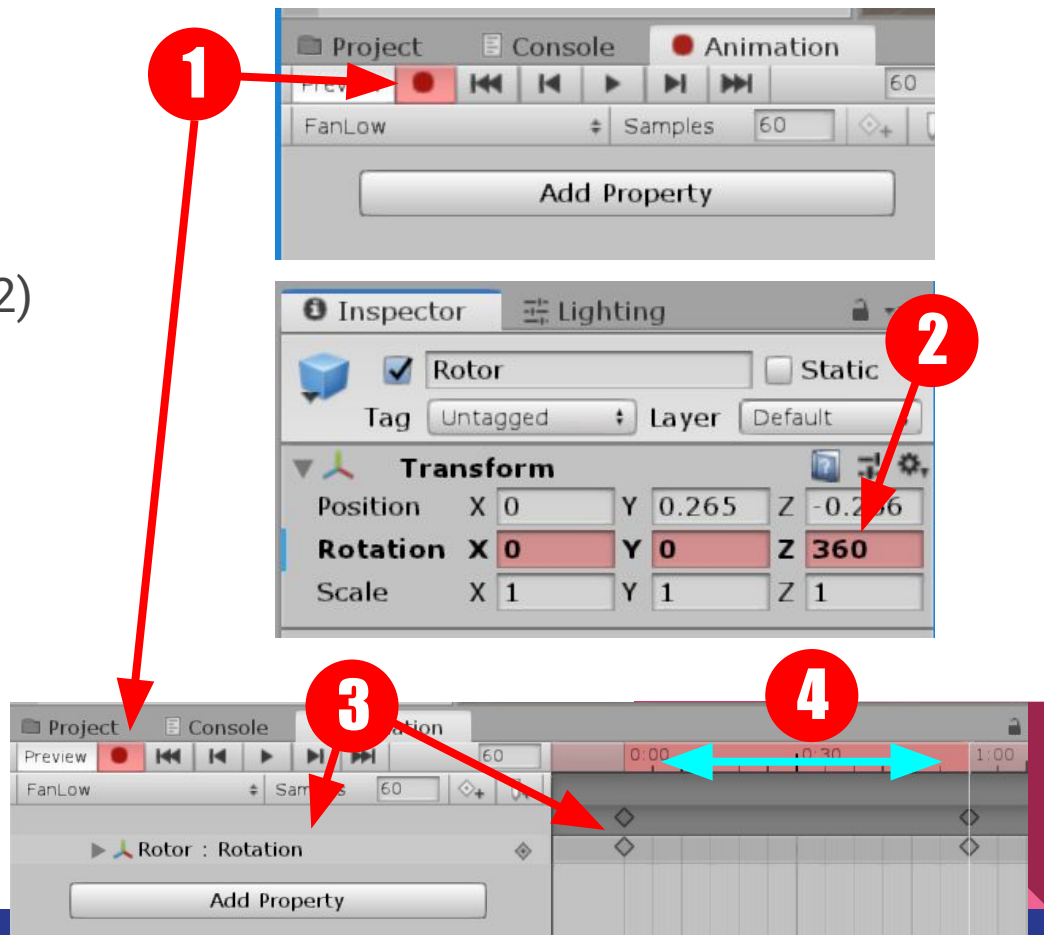 Project Console Animation
1
60
FanLow Samples 60
Add Property
2)
Inspector Lighting
2
Rotor Static
Tag Untagged Layer Default
Transform
Position X 0 Y 0.265 Z
Rotation X 0 Y 0 Z 360
Scale X 1 Y 1 Z 1
3 4
Project Console
Preview 60 0:00 0:30 1:00
FanLow 60
Rotor : Rotation
Add Property